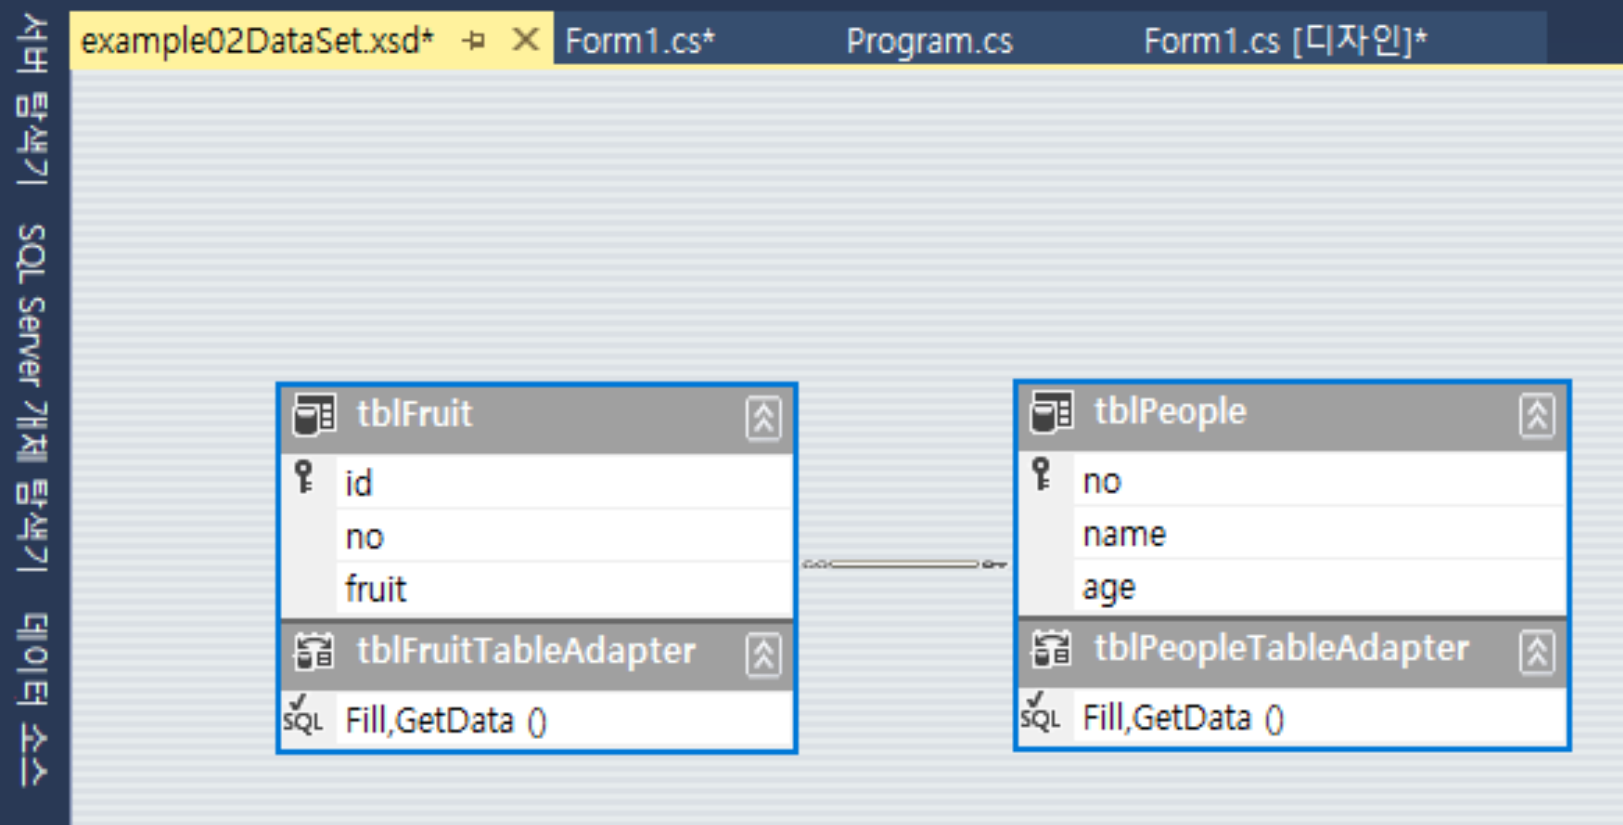 example02DataSet.xsd*
Form1.cs*
Program.cs
Form1.cs [디자인]*
서버 탐색기
SQL Server 개체 탐색기
데이터 소스
tblFruit
id
no
fruit
tblFruitTableAdapter
SQL Fill,GetData ()
tblPeople
no
name
age
tblPeopleTableAdapter
SQL Fill,GetData ()